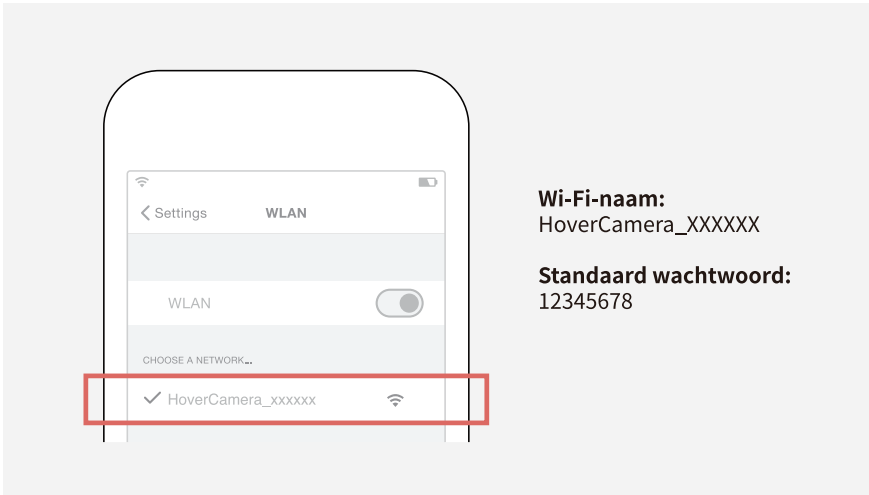 Settings
WLAN
WLAN
CHOOSE A NETWORK...
HoverCamera_xxxxxx
Wi-Fi-naam:
HoverCamera_XXXXXX
Standaard wachtwoord:
12345678